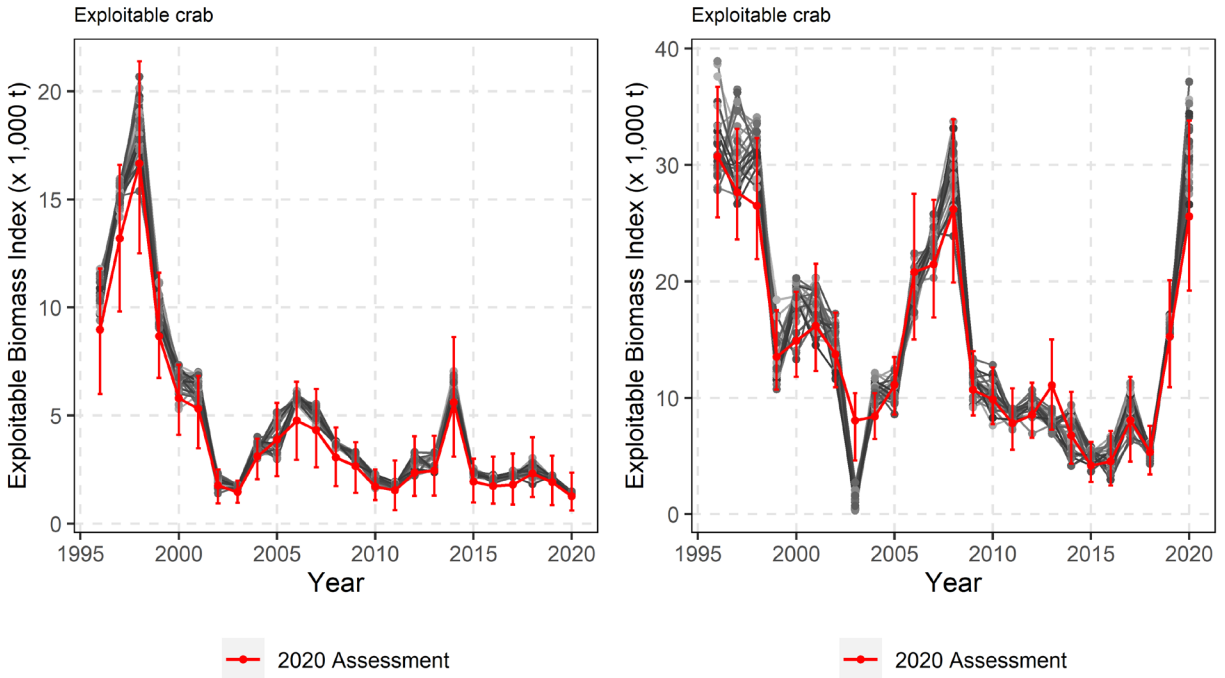 Exploitable crab
Exploitable Biomass Index (x 1,000 t)
20
15
10
5
0
1995 2000 2005 2010 2015 2020
Year
2020 Assessment
Exploitable crab
Exploitable Biomass Index (x 1,000 t)
40
30
20
10
0
1995 2000 2005 2010 2015 2020
Year
2020 Assessment